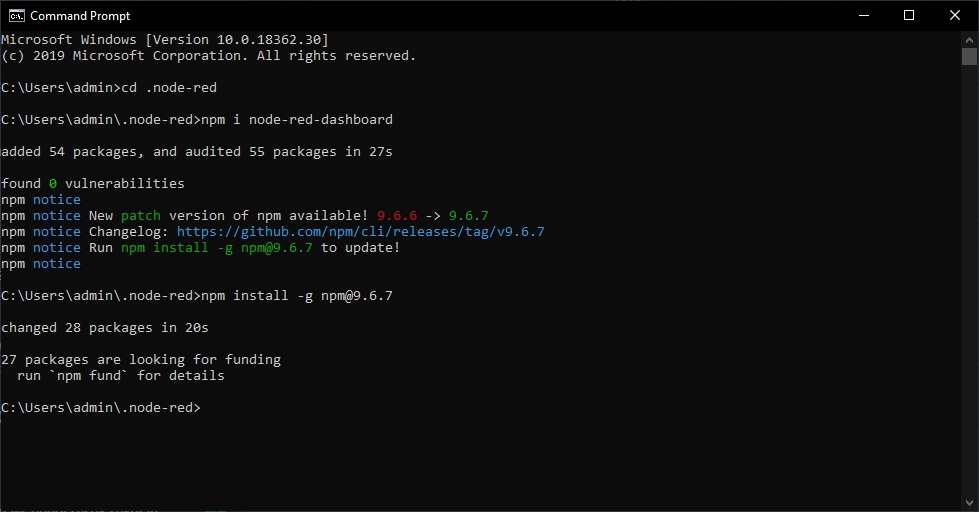 Command Prompt
Microsoft Windows [Version 10.0.18362.30]
(c) 2019 Microsoft Corporation. All rights reserved.
C:\Users\admin>cd .node-red
C:\Users\admin\.node-red>npm i node-red-dashboard
added 54 packages, and audited 55 packages in 27s
found 0 vulnerabilities
npm notice
npm notice New patch version of npm available! 9.6.6 -> 9.6.7
npm notice Changelog: https://github.com/npm/cli/releases/tag/v9.6.7
npm notice Run npm install -g npm@9.6.7 to update!
npm notice
C:\Users\admin\.node-red>npm install -g npm@9.6.7
changed 28 packages in 20s
27 packages are looking for funding
  run `npm fund` for details
C:\Users\admin\.node-red>